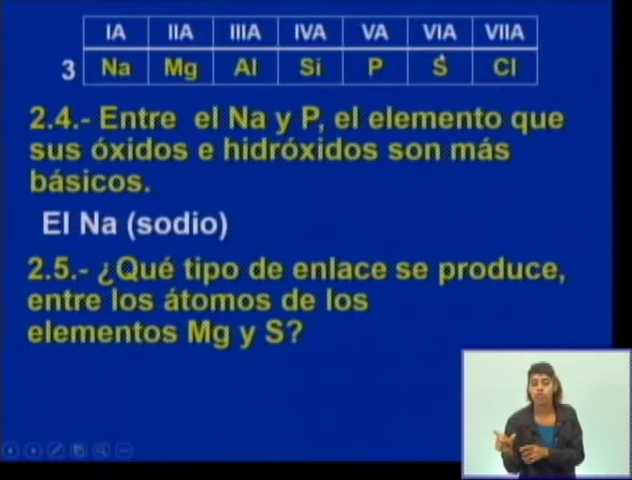 IA IIA IIIA IVA VA VIA VIIA
3 Na Mg Al Si P S Cl
2.4.- Entre el Na y P, el elemento que
sus óxidos e hidróxidos son más
básicos.
El Na (sodio)
2.5.- ¿Qué tipo de enlace se produce,
entre los átomos de los
elementos Mg y S?